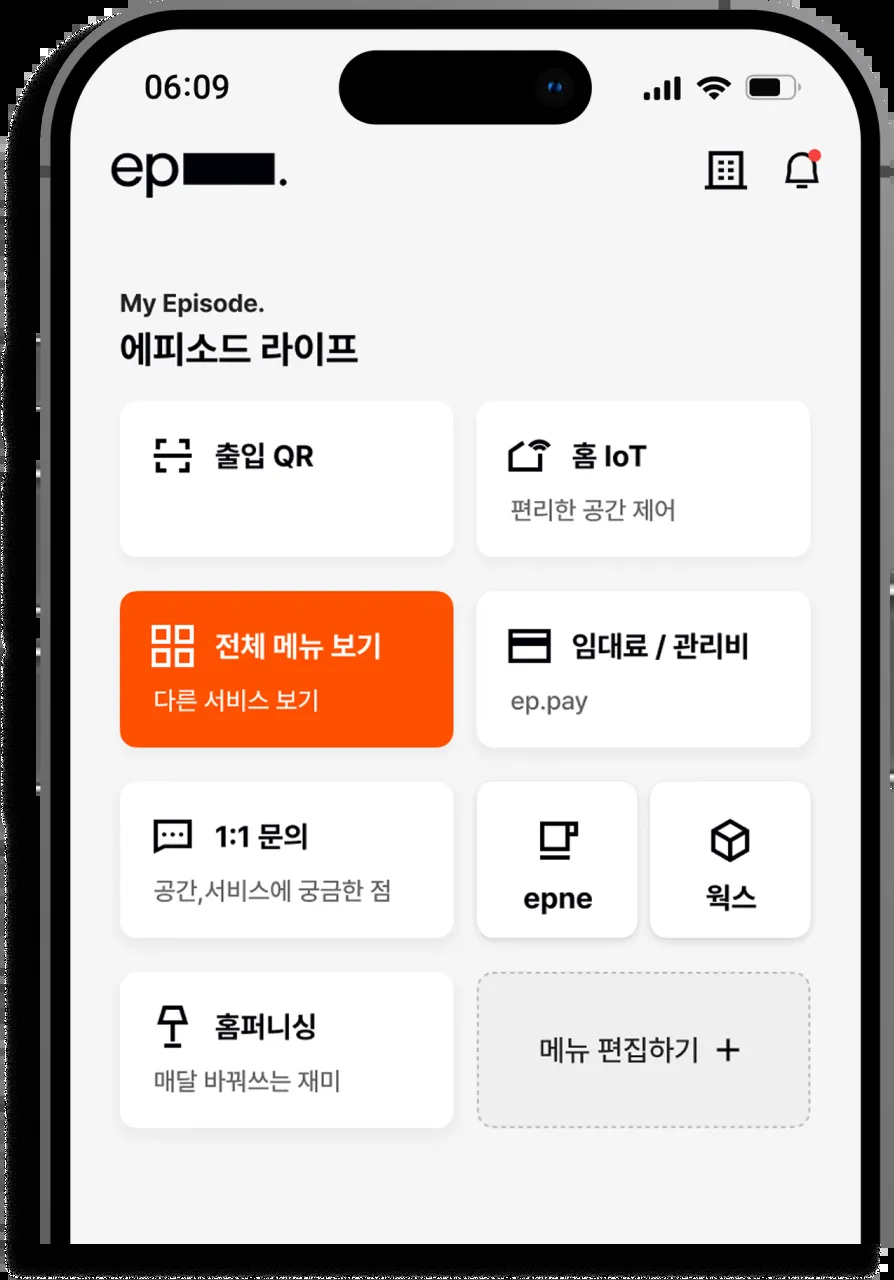 06:09
ep .
My Episode.
에피소드 라이프
출입 QR
홈 IoT
편리한 공간 제어
전체 메뉴 보기
다른 서비스 보기
임대료 / 관리비
ep.pay
1:1 문의
공간,서비스에 궁금한 점
epne
웍스
홈퍼니싱
매달 바꿔쓰는 재미
메뉴 편집하기 +